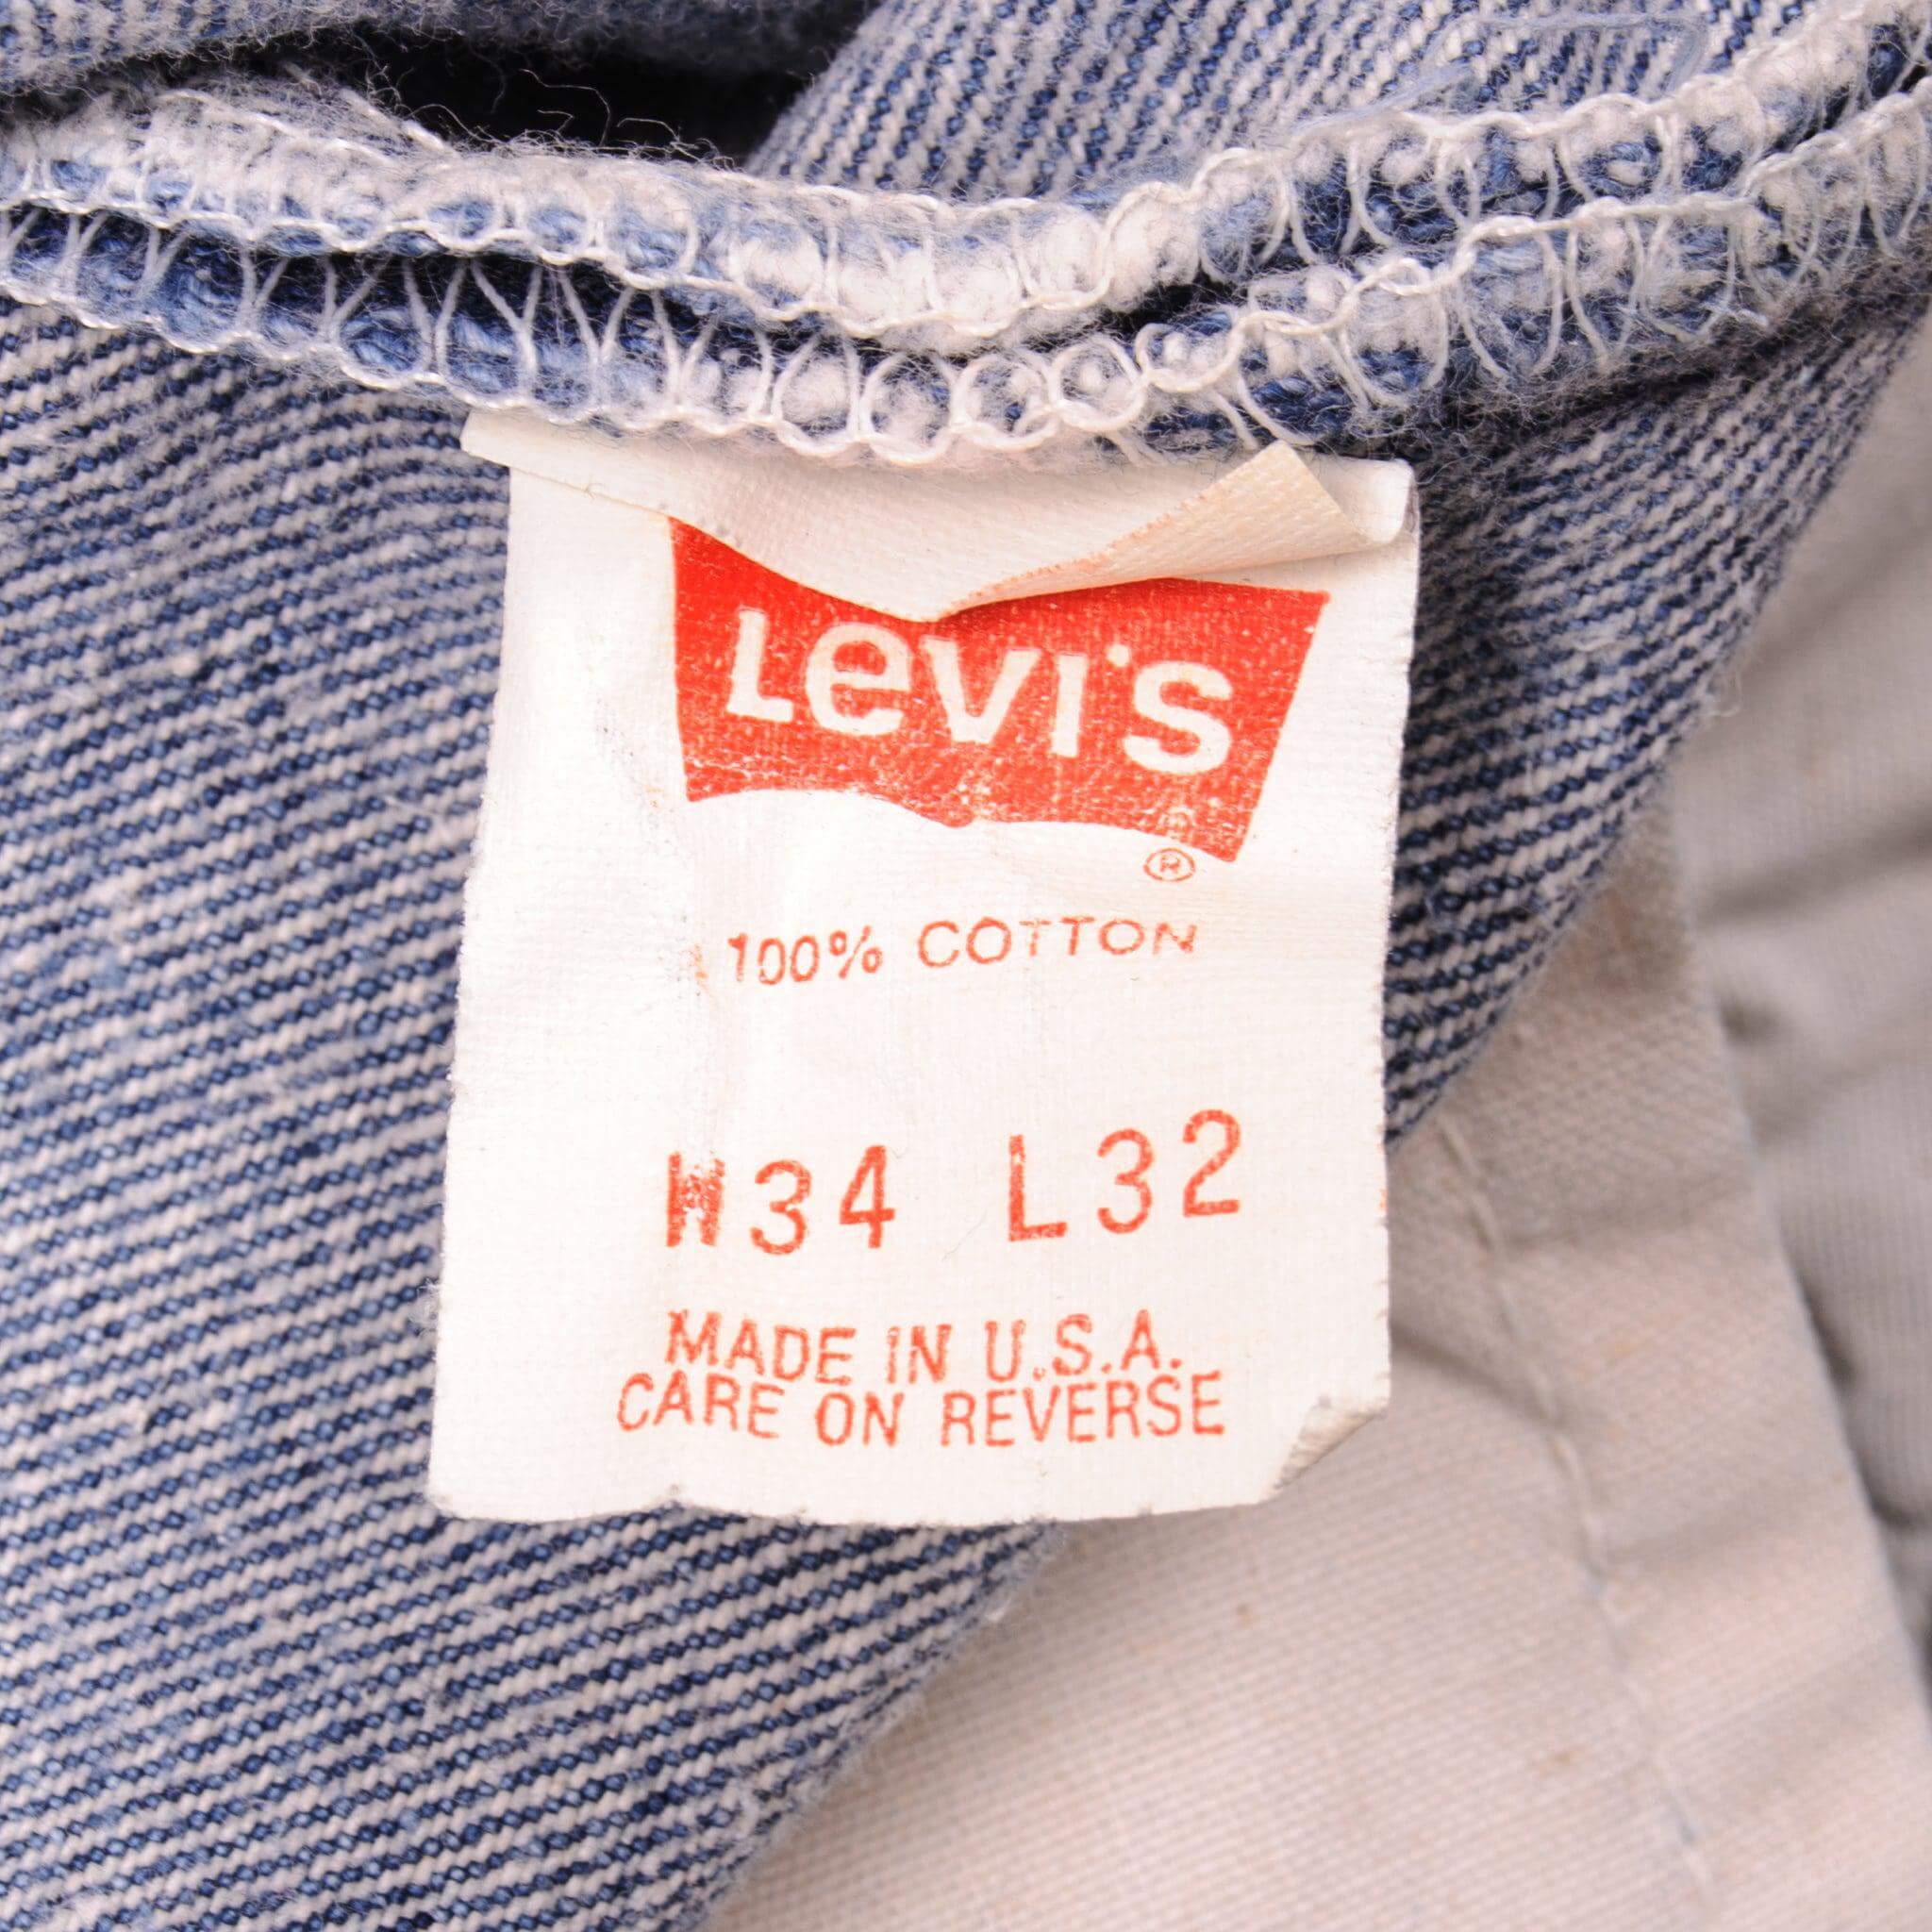 Levi's
®
100% COTTON
W34 L32
MADE IN U.S.A.
CARE ON REVERSE